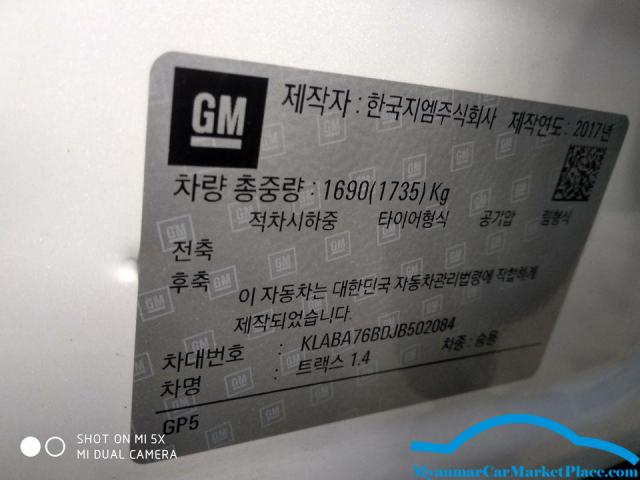 GM
제작자 : 한국지엠주식회사 제작연도 : 2017년
차량 총중량 : 1690(1735) Kg
적차시하중 타이어형식 공기압 림형식
전축
후축
이 자동차는 대한민국 자동차관리법령에 적합하게
제작되었습니다.
차대번호 : KLABA76BDJB502084
차명 : 트랙스 1.4 차종 : 승용
GP5
SHOT ON MI 5X
MI DUAL CAMERA
MyanmarCarMarketPlace.com